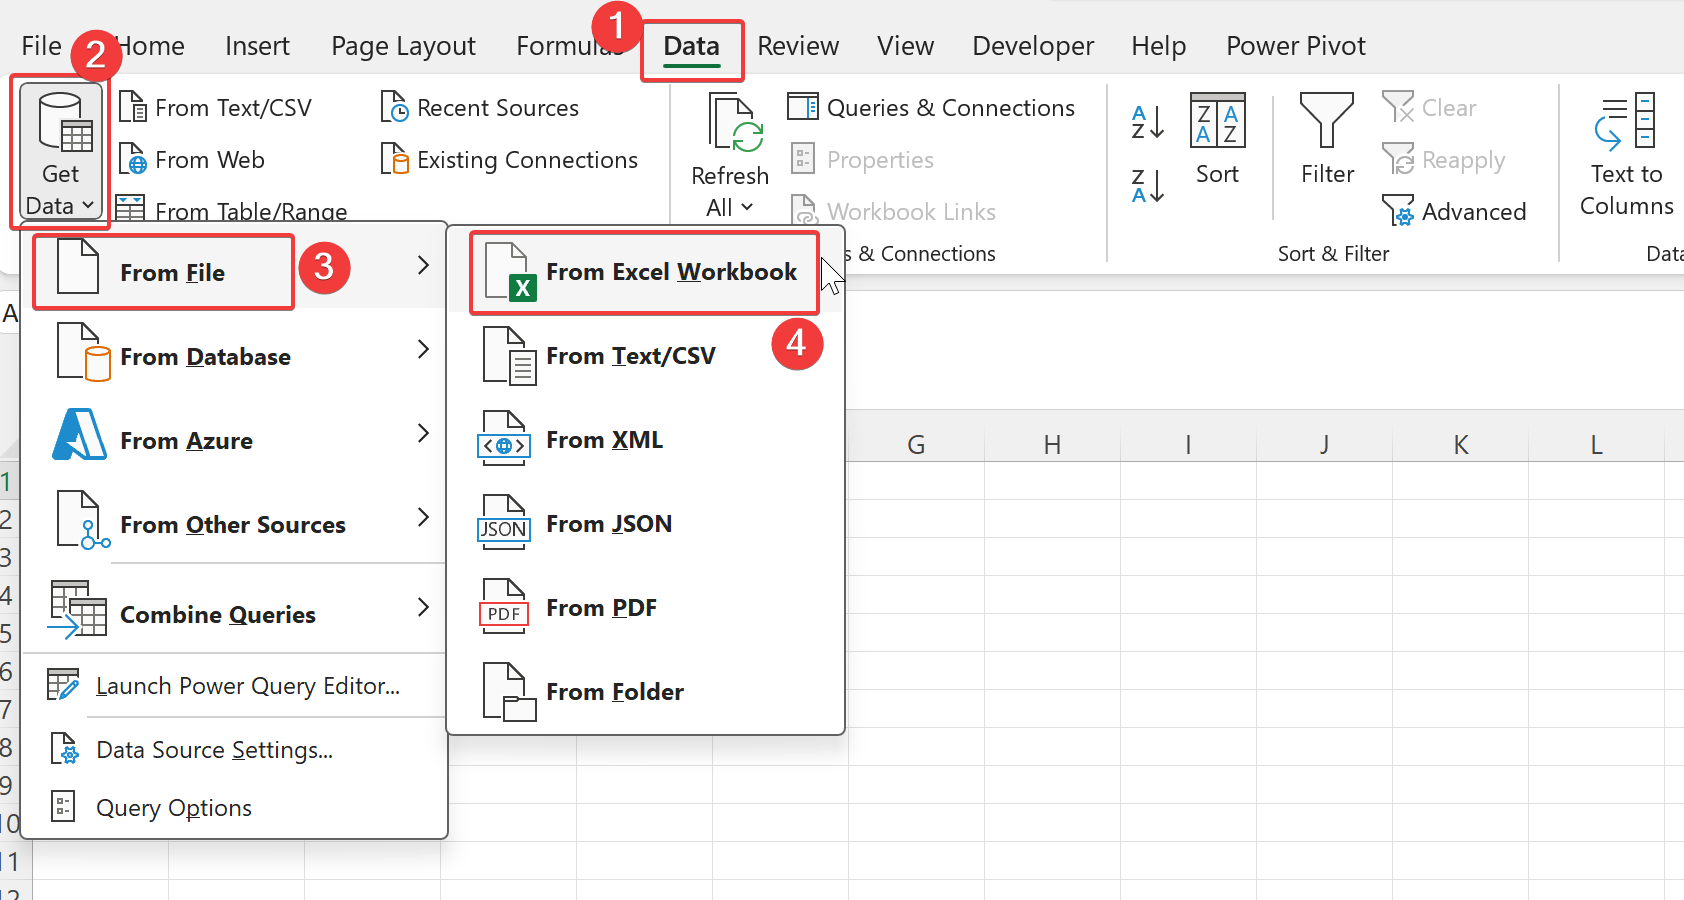 File Home Insert Page Layout Formulas Data Review View Developer Help Power Pivot
1
2
Get
Data
From Text/CSV
From Web
From Table/Range
Recent Sources
Existing Connections
Refresh
All
Queries & Connections
Properties
Workbook Links
s & Connections
A
Z
Z
A
Z A
A Z
Sort
Filter
Clear
Reapply
Advanced
Sort & Filter
Text to
Columns
Data
From File
3
From Database
From Azure
From Other Sources
Combine Queries
Launch Power Query Editor...
Data Source Settings...
Query Options
X
From Excel Workbook
4
From Text/CSV
From XML
JSON
From JSON
PDF
From PDF
From Folder
A
G H I J K L
1
2
3
4
5
6
7
8
9
10
11
12